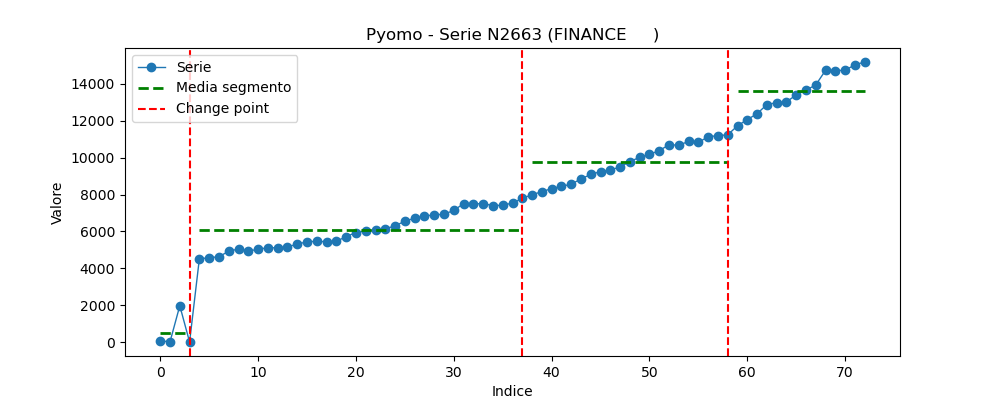 Pyomo - Serie N2663 (FINANCE     )
Serie
Media segmento
Change point
Valore
14000
12000
10000
8000
6000
4000
2000
0
0 10 20 30 40 50 60 70
Indice